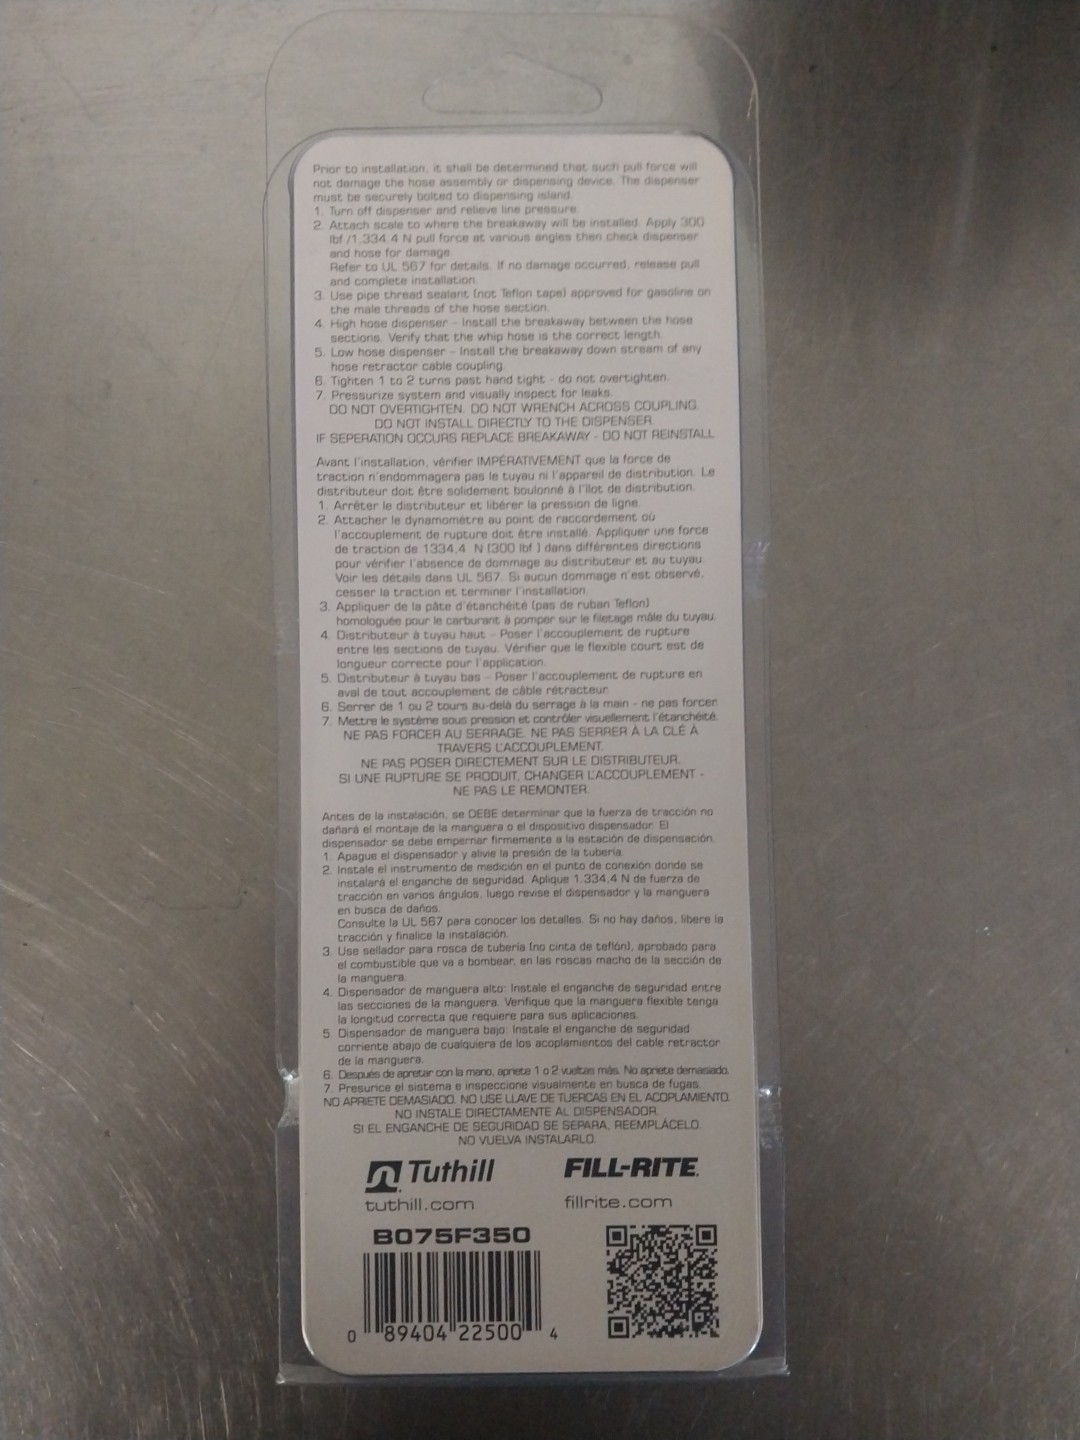 Prior to installation, it shall be determined that such pull force will
not damage the hose assembly or dispensing device. The dispenser
must be securely bolted to dispensing island.
1. Turn off dispenser and relieve line pressure.
2. Attach scale to where the breakaway will be installed. Apply 300
lbf /1,334.4 N pull force at various angles then check dispenser
and hose for damage.
Refer to UL 567 for details. If no damage occurred, release pull
and complete installation.
3. Use pipe thread sealant (not Teflon tape) approved for gasoline on
the male threads of the hose section.
4. High hose dispenser – Install the breakaway between the hose
sections. Verify that the whip hose is the correct length.
5. Low hose dispenser – Install the breakaway down stream of any
hose retractor cable coupling.
6. Tighten 1 to 2 turns past hand tight - do not overtighten.
7. Pressurize system and visually inspect for leaks.
DO NOT OVERTIGHTEN. DO NOT WRENCH ACROSS COUPLING.
DO NOT INSTALL DIRECTLY TO THE DISPENSER.
IF SEPERATION OCCURS REPLACE BREAKAWAY - DO NOT REINSTALL
Avant l'installation, vérifier IMPÉRATIVEMENT que la force de
traction n'endommagera pas le tuyau ni l'appareil de distribution. Le
distributeur doit être solidement boulonné à l'îlot de distribution.
1. Arrêter le distributeur et libérer la pression de ligne.
2. Attacher le dynamomètre au point de raccordement où
l'accouplement de rupture doit être installé. Appliquer une force
de traction de 1334,4 N (300 lbf ) dans différentes directions
pour vérifier l'absence de dommage au distributeur et au tuyau.
Voir les détails dans UL 567. Si aucun dommage n'est observé,
cesser la traction et terminer l'installation.
3. Appliquer de la pâte d'étanchéité (pas de ruban Teflon)
homologuée pour le carburant à pomper sur le filetage mâle du tuyau.
4. Distributeur à tuyau haut – Poser l'accouplement de rupture
entre les sections de tuyau. Vérifier que le flexible court est de
longueur correcte pour l'application.
5. Distributeur à tuyau bas – Poser l'accouplement de rupture en
aval de tout accouplement de câble rétracteur.
6. Serrer de 1 ou 2 tours au-delà du serrage à la main - ne pas forcer.
7. Mettre le système sous pression et contrôler visuellement l'étanchéité.
NE PAS FORCER AU SERRAGE. NE PAS SERRER À LA CLÉ À
TRAVERS L'ACCOUPLEMENT.
NE PAS POSER DIRECTEMENT SUR LE DISTRIBUTEUR.
SI UNE RUPTURE SE PRODUIT, CHANGER L'ACCOUPLEMENT -
NE PAS LE REMONTER.
Antes de la instalación, se DEBE determinar que la fuerza de tracción no
dañará el montaje de la manguera o el dispositivo dispensador. El
dispensador se debe empernar firmemente a la estación de dispensación.
1. Apague el dispensador y alivie la presión de la tubería.
2. Instale el instrumento de medición en el punto de conexión donde se
instalará el enganche de seguridad. Aplique 1.334,4 N de fuerza de
tracción en varios ángulos, luego revise el dispensador y la manguera
en busca de daños.
Consulte la UL 567 para conocer los detalles. Si no hay daños, libere la
tracción y finalice la instalación.
3. Use sellador para rosca de tubería (no cinta de teflón), aprobado para
el combustible que va a bombear, en las roscas macho de la sección de
la manguera.
4. Dispensador de manguera alto: Instale el enganche de seguridad entre
las secciones de la manguera. Verifique que la manguera flexible tenga
la longitud correcta que requiere para sus aplicaciones.
5. Dispensador de manguera bajo: Instale el enganche de seguridad
corriente abajo de cualquiera de los acoplamientos del cable retractor
de la manguera.
6. Después de apretar con la mano, apriete 1 o 2 vueltas más. No apriete demasiado.
7. Presurice el sistema e inspeccione visualmente en busca de fugas.
NO APRIETE DEMASIADO. NO USE LLAVE DE TUERCAS EN EL ACOPLAMIENTO.
NO INSTALE DIRECTAMENTE AL DISPENSADOR.
SI EL ENGANCHE DE SEGURIDAD SE SEPARA, REEMPLÁCELO.
NO VUELVA INSTALARLO.
Tuthill FILL-RITE
tuthill.com fillrite.com
B075F350
0 89404 22500 4